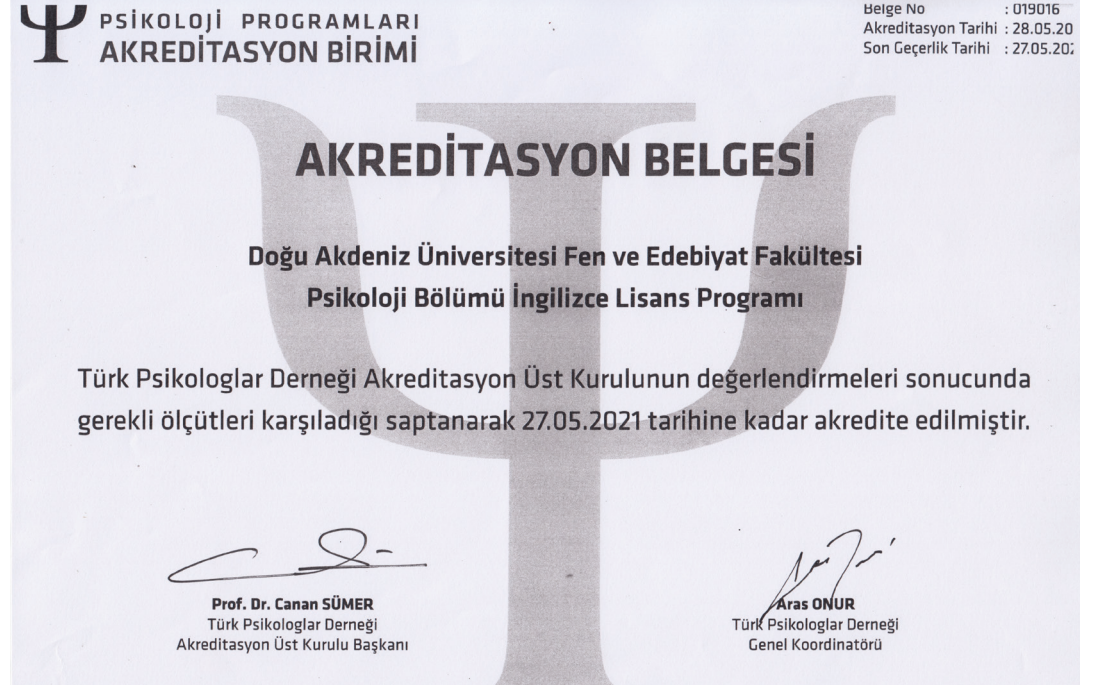 PSİKOLOJİ PROGRAMLARI
AKREDİTASYON BİRİMİ
Belge No : 019016
Akreditasyon Tarihi : 28.05.20
Son Geçerlik Tarihi : 27.05.202
AKREDİTASYON BELGESİ
Doğu Akdeniz Üniversitesi Fen ve Edebiyat Fakültesi
Psikoloji Bölümü İngilizce Lisans Programı
Türk Psikologlar Derneği Akreditasyon Üst Kurulunun değerlendirmeleri sonucunda
gerekli ölçütleri karşıladığı saptanarak 27.05.2021 tarihine kadar akredite edilmiştir.
Prof. Dr. Canan SÜMER
Türk Psikologlar Derneği
Akreditasyon Üst Kurulu Başkanı
Aras ONUR
Türk Psikologlar Derneği
Genel Koordinatörü